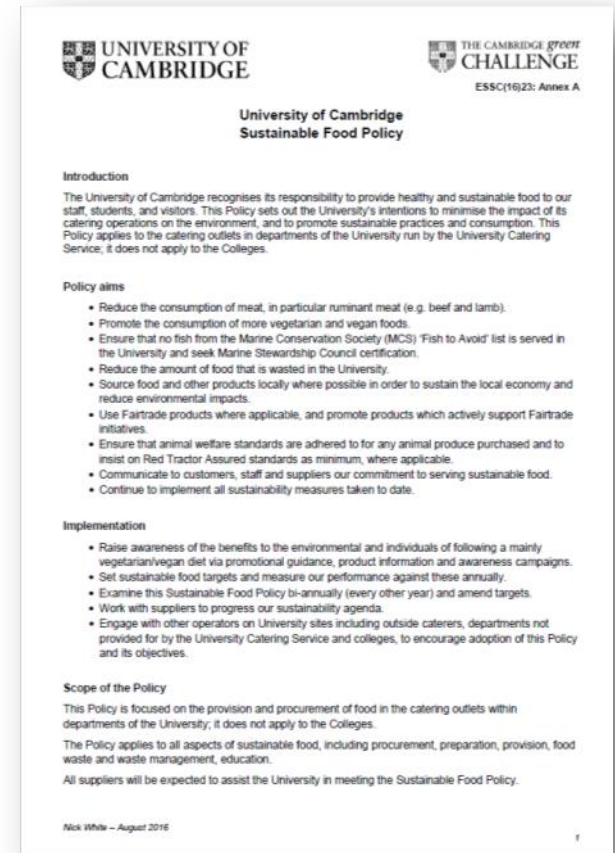 UNIVERSITY OF
CAMBRIDGE
THE CAMBRIDGE green
CHALLENGE
ESSC(16)23: Annex A
University of Cambridge
Sustainable Food Policy
Introduction
The University of Cambridge recognises its responsibility to provide healthy and sustainable food to our
staff, students, and visitors. This Policy sets out the University's intentions to minimise the impact of its
catering operations on the environment, and to promote sustainable practices and consumption. This
Policy applies to the catering outlets in departments of the University run by the University Catering
Service; it does not apply to the Colleges.
Policy aims
• Reduce the consumption of meat, in particular ruminant meat (e.g. beef and lamb).
• Promote the consumption of more vegetarian and vegan foods.
• Ensure that no fish from the Marine Conservation Society (MCS) 'Fish to Avoid' list is served in
the University and seek Marine Stewardship Council certification.
• Reduce the amount of food that is wasted in the University.
• Source food and other products locally where possible in order to sustain the local economy and
reduce environmental impacts.
• Use Fairtrade products where applicable, and promote products which actively support Fairtrade
initiatives.
• Ensure that animal welfare standards are adhered to for any animal produce purchased and to
insist on Red Tractor Assured standards as minimum, where applicable.
• Communicate to customers, staff and suppliers our commitment to serving sustainable food.
• Continue to implement all sustainability measures taken to date.
Implementation
• Raise awareness of the benefits to the environmental and individuals of following a mainly
vegetarian/vegan diet via promotional guidance, product information and awareness campaigns.
• Set sustainable food targets and measure our performance against these annually.
• Examine this Sustainable Food Policy bi-annually (every other year) and amend targets.
• Work with suppliers to progress our sustainability agenda.
• Engage with other operators on University sites including outside caterers, departments not
provided for by the University Catering Service and colleges, to encourage adoption of this Policy
and its objectives.
Scope of the Policy
This Policy is focused on the provision and procurement of food in the catering outlets within
departments of the University; it does not apply to the Colleges.
The Policy applies to all aspects of sustainable food, including procurement, preparation, provision, food
waste and waste management, education.
All suppliers will be expected to assist the University in meeting the Sustainable Food Policy.
Nick White – August 2016
1